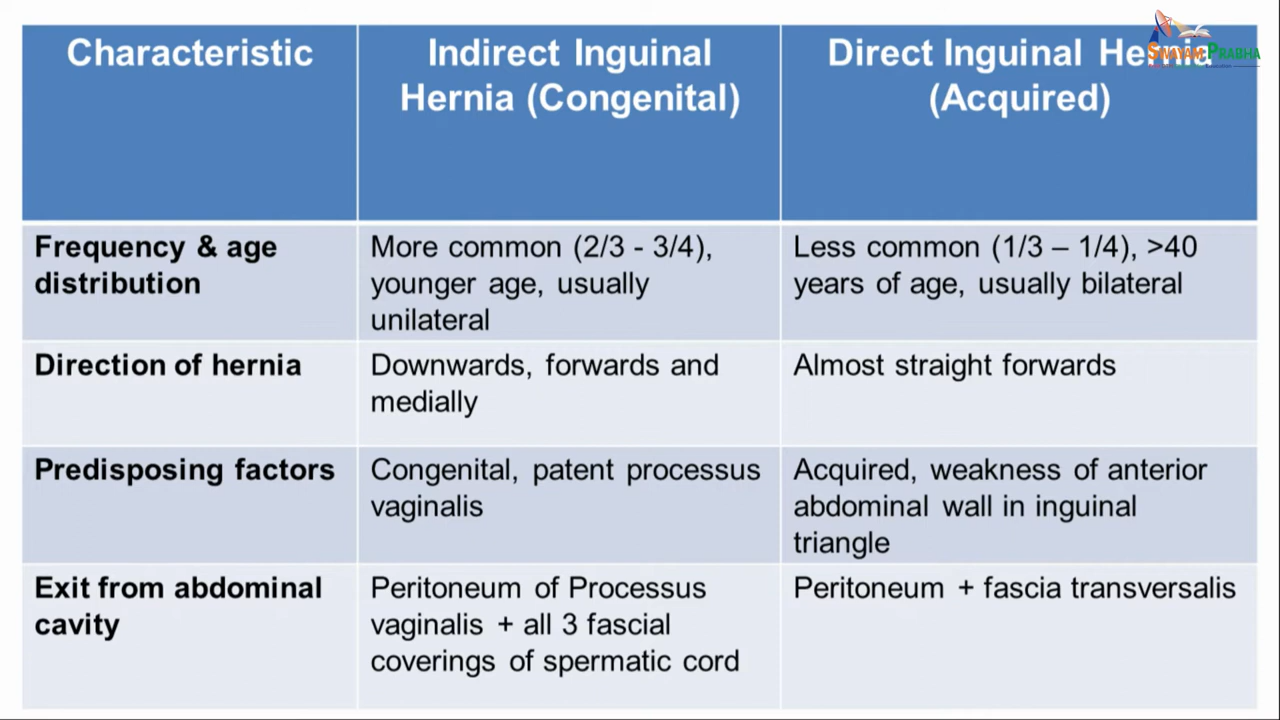 Characteristic
Indirect Inguinal
Hernia (Congenital)
Direct Inguinal Hernia
(Acquired)
SWAYAM PRABHA
Frequency & age
distribution
More common (2/3 - 3/4),
younger age, usually
unilateral
Less common (1/3 – 1/4), >40
years of age, usually bilateral
Direction of hernia
Downwards, forwards and
medially
Almost straight forwards
Predisposing factors
Congenital, patent processus
vaginalis
Acquired, weakness of anterior
abdominal wall in inguinal
triangle
Exit from abdominal
cavity
Peritoneum of Processus
vaginalis + all 3 fascial
coverings of spermatic cord
Peritoneum + fascia transversalis